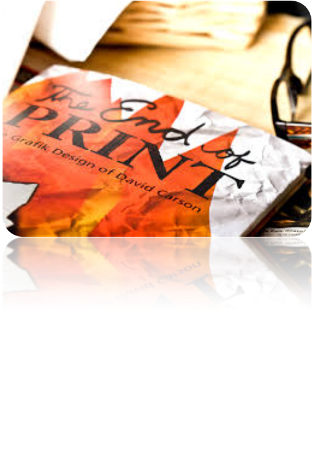 The End of
PRINT
Grafik Design of David Carson